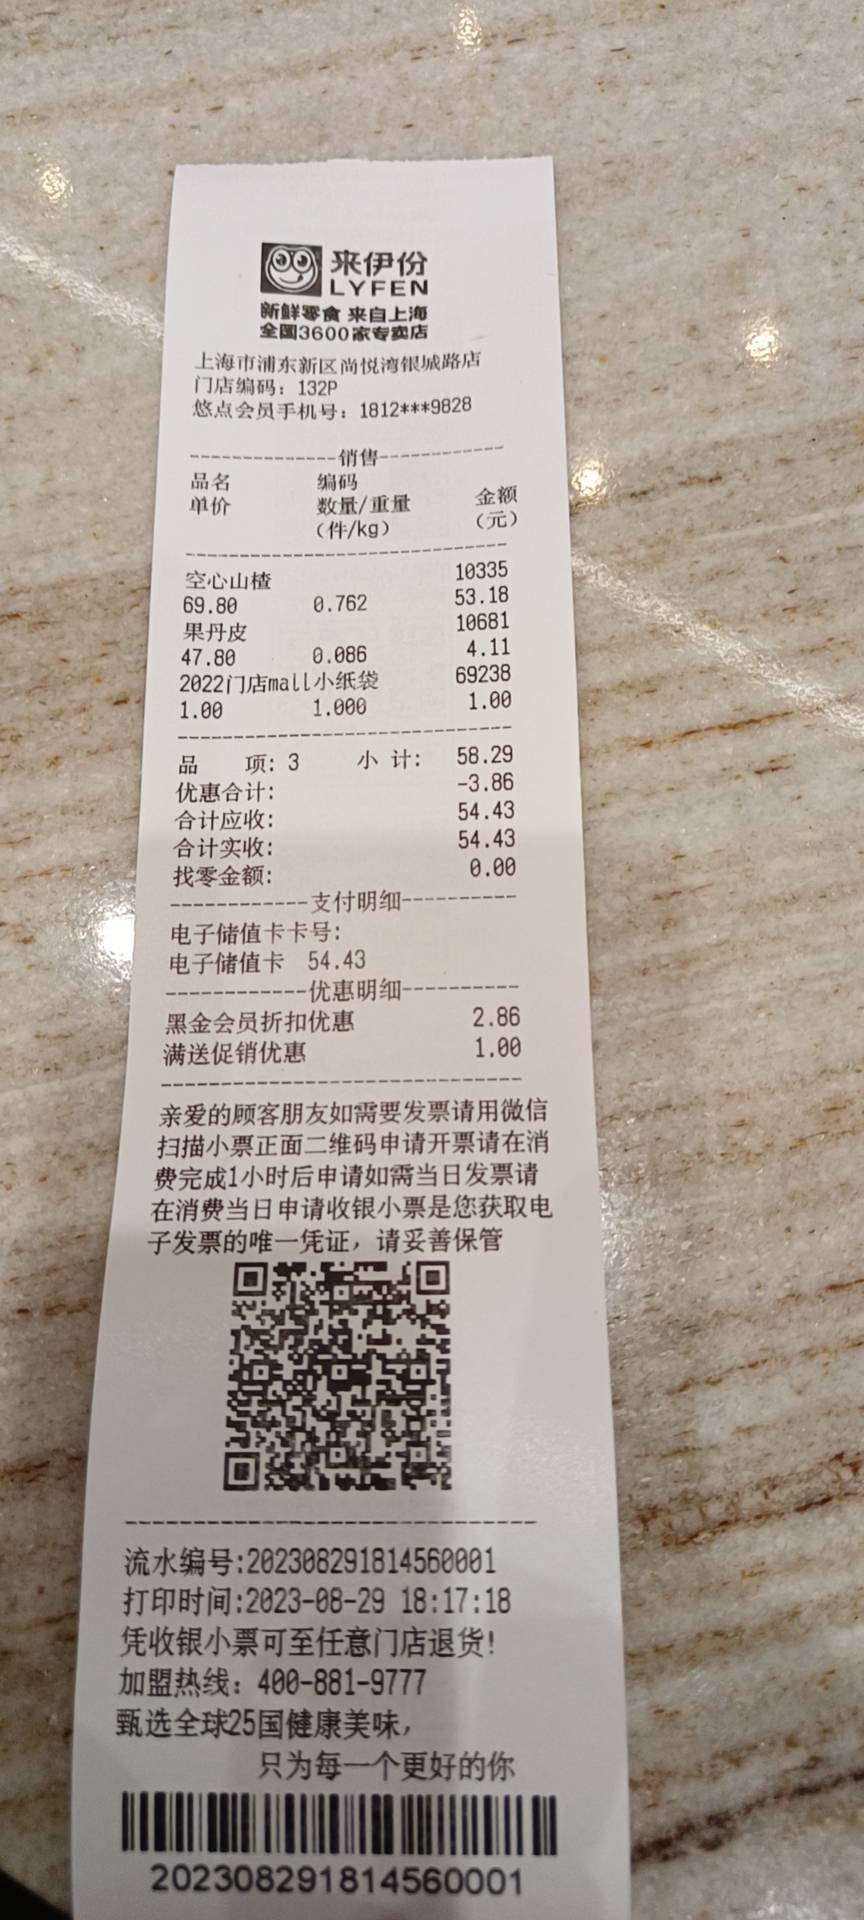 来伊份
LYFEN
新鲜零食 来自上海
全国3600家专卖店
上海市浦东新区尚悦湾银城路店
门店编码：132P
悠点会员手机号：1812***9828
--------------销售------------
品名 编码
单价 数量/重量 金额
（件/kg） （元）
空心山楂 10335
69.80 0.762 53.18
果丹皮 10681
47.80 0.086 4.11
2022门店mall小纸袋 69238
1.00 1.000 1.00
品 项: 3 小 计: 58.29
优惠合计: -3.86
合计应收: 54.43
合计实收: 54.43
找零金额: 0.00
------------支付明细----------
电子储值卡卡号:
电子储值卡 54.43
------------优惠明细----------
黑金会员折扣优惠 2.86
满送促销优惠 1.00
亲爱的顾客朋友如需要发票请用微信
扫描小票正面二维码申请开票请在消
费完成1小时后申请如需当日发票请
在消费当日申请收银小票是您获取电
子发票的唯一凭证，请妥善保管
流水编号:202308291814560001
打印时间:2023-08-29 18:17:18
凭收银小票可至任意门店退货!
加盟热线：400-881-9777
甄选全球25国健康美味，
只为每一个更好的你
202308291814560001